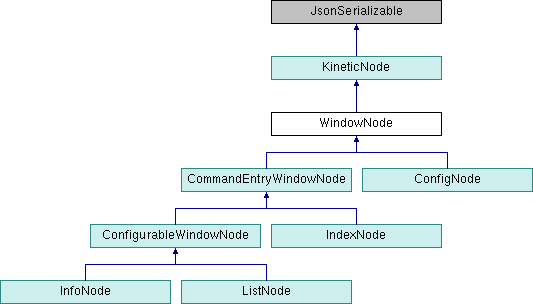 JsonSerializable
KineticNode
WindowNode
CommandEntryWindowNode
ConfigNode
ConfigurableWindowNode
IndexNode
InfoNode
ListNode